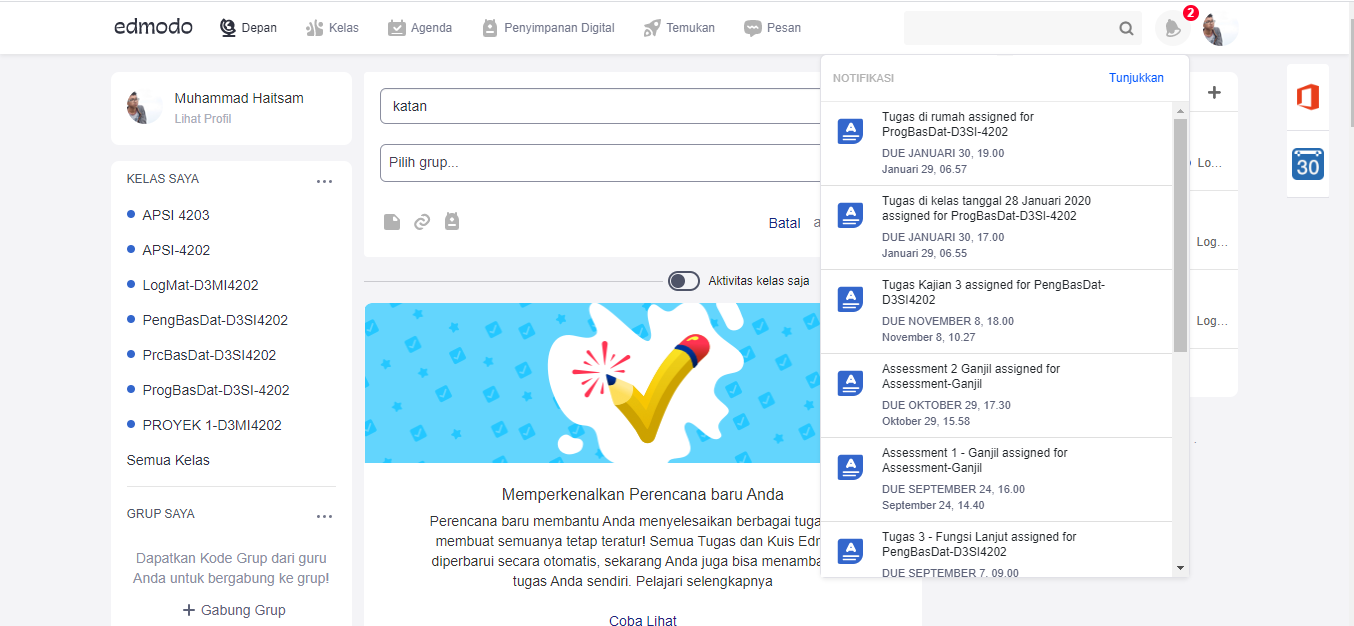 edmodo
Depan
Kelas
Agenda
Penyimpanan Digital
Temukan
Pesan
2
Muhammad Haitsam
Lihat Profil
KELAS SAYA
APSI 4203
APSI-4202
LogMat-D3MI4202
PengBasDat-D3SI4202
PrcBasDat-D3SI4202
ProgBasDat-D3SI-4202
PROYEK 1-D3MI4202
Semua Kelas
GRUP SAYA
Dapatkan Kode Grup dari guru
Anda untuk bergabung ke grup!
+ Gabung Grup
katan
Pilih grup...
Batal a
Aktivitas kelas saja
Memperkenalkan Perencana baru Anda
Perencana baru membantu Anda menyelesaikan berbagai tuga
membuat semuanya tetap teratur! Semua Tugas dan Kuis Edm
diperbarui secara otomatis, sekarang Anda juga bisa menamba
tugas Anda sendiri. Pelajari selengkapnya
Coba Lihat
NOTIFIKASI
Tunjukkan
Tugas di rumah assigned for
ProgBasDat-D3SI-4202
DUE JANUARI 30, 19.00
Januari 29, 06.57
Tugas di kelas tanggal 28 Januari 2020
assigned for ProgBasDat-D3SI-4202
DUE JANUARI 30, 17.00
Januari 29, 06.55
Tugas Kajian 3 assigned for PengBasDat-
D3SI4202
DUE NOVEMBER 8, 18.00
November 8, 10.27
Assessment 2 Ganjil assigned for
Assessment-Ganjil
DUE OKTOBER 29, 17.30
Oktober 29, 15.58
Assessment 1 - Ganjil assigned for
Assessment-Ganjil
DUE SEPTEMBER 24, 16.00
September 24, 14.40
Tugas 3 - Fungsi Lanjut assigned for
PengBasDat-D3SI4202
DUE SEPTEMBER 7, 09.00
+
Lo...
Log...
Log...
30